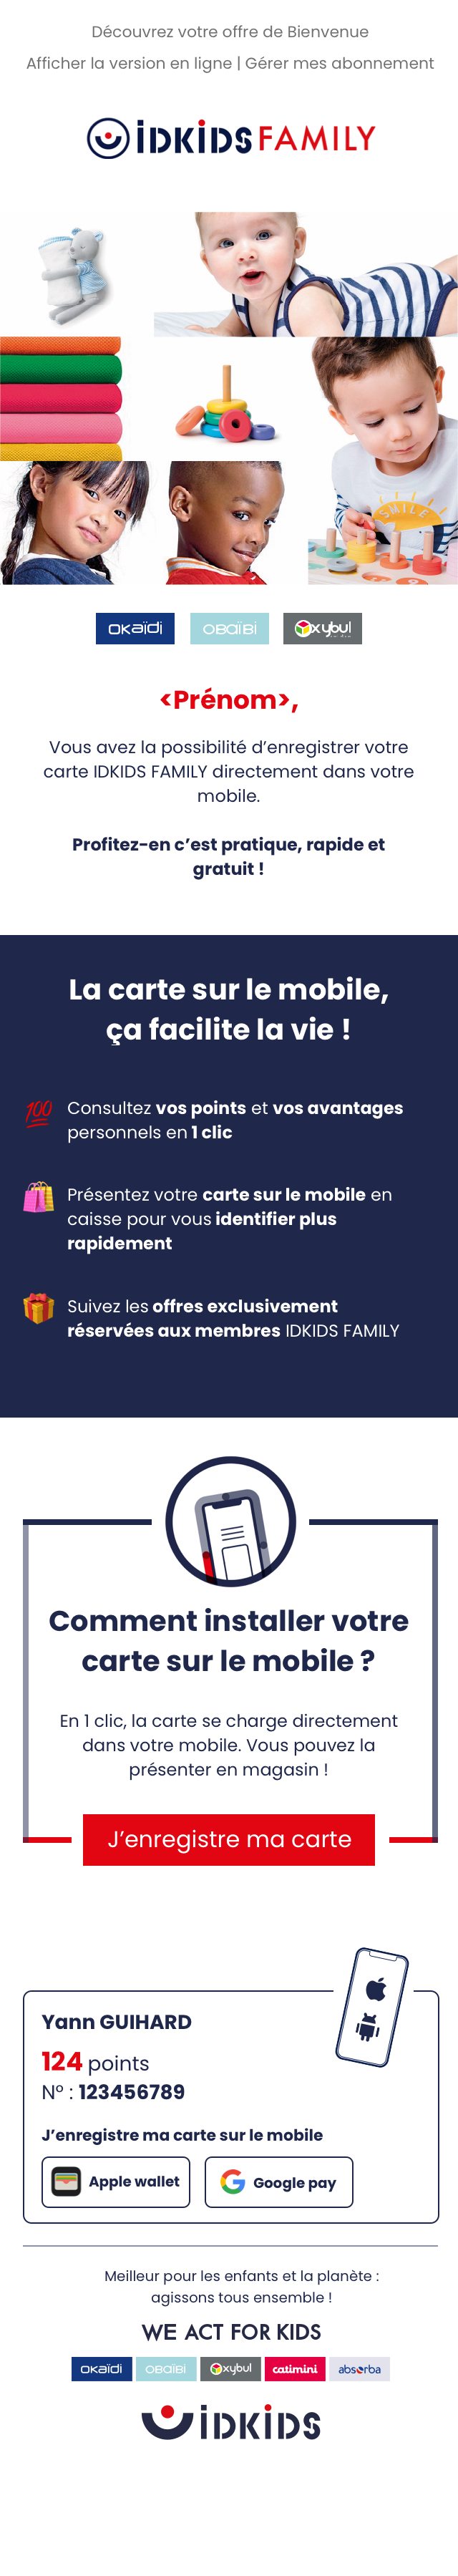 Découvrez votre offre de Bienvenue
Afficher la version en ligne | Gérer mes abonnement
iDKiDS FAMILY
SMILE
OKaïDi
OBaïBi
Oxybul
<Prénom>,
Vous avez la possibilité d’enregistrer votre
carte IDKIDS FAMILY directement dans votre
mobile.
Profitez-en c’est pratique, rapide et
gratuit !
La carte sur le mobile,
ça facilite la vie !
100
Consultez vos points et vos avantages
personnels en 1 clic
Présentez votre carte sur le mobile en
caisse pour vous identifier plus
rapidement
Suivez les offres exclusivement
réservées aux membres IDKIDS FAMILY
Comment installer votre
carte sur le mobile ?
En 1 clic, la carte se charge directement
dans votre mobile. Vous pouvez la
présenter en magasin !
J’enregistre ma carte
Yann GUIHARD
124 points
N° : 123456789
J’enregistre ma carte sur le mobile
Apple wallet
Google pay
Meilleur pour les enfants et la planète :
agissons tous ensemble !
WE ACT FOR KIDS
OKaïDi
OBaïBi
Oxybul
catimini
absorba
iDKiDS